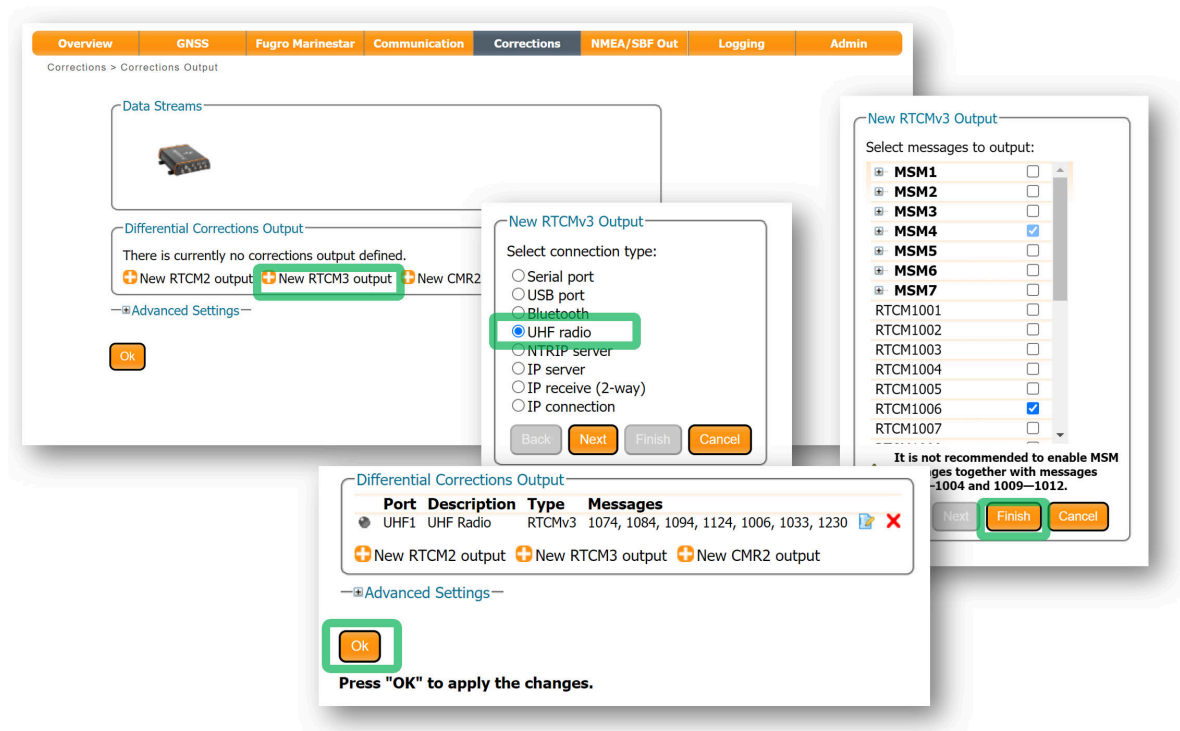 Overview GNSS Fugro Marinestar Communication Corrections NMEA/SBF Out Logging Admin
Corrections > Corrections Output
Data Streams
Differential Corrections Output
There is currently no corrections output defined.
New RTCM2 output New RTCM3 output New CMR2
Advanced Settings
Ok
New RTCMv3 Output
Select connection type:
Serial port
USB port
Bluetooth
UHF radio
NTRIP server
IP server
IP receive (2-way)
IP connection
Back Next Finish Cancel
New RTCMv3 Output
Select messages to output:
MSM1
MSM2
MSM3
MSM4
MSM5
MSM6
MSM7
RTCM1001
RTCM1002
RTCM1003
RTCM1004
RTCM1005
RTCM1006
RTCM1007
It is not recommended to enable MSM
ges together with messages
—1004 and 1009—1012.
Next Finish Cancel
Differential Corrections Output
Port Description Type Messages
UHF1 UHF Radio RTCMv3 1074, 1084, 1094, 1124, 1006, 1033, 1230
New RTCM2 output New RTCM3 output New CMR2 output
Advanced Settings
Ok
Press "OK" to apply the changes.